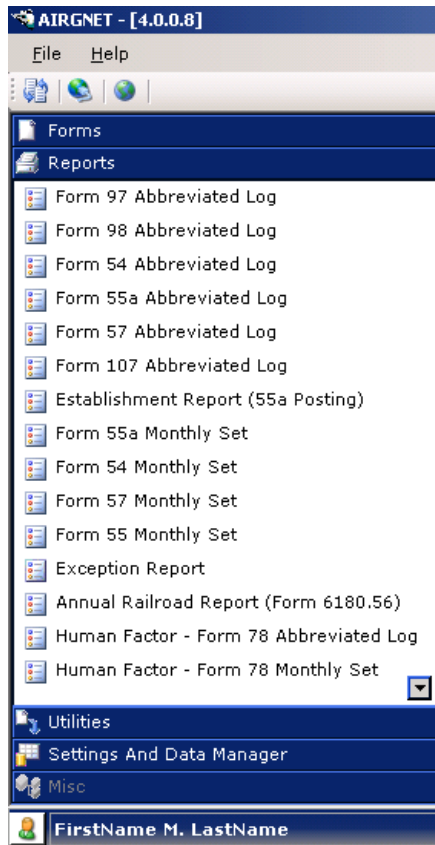 AIRGNET - [4.0.0.8]
File Help
Forms
Reports
Form 97 Abbreviated Log
Form 98 Abbreviated Log
Form 54 Abbreviated Log
Form 55a Abbreviated Log
Form 57 Abbreviated Log
Form 107 Abbreviated Log
Establishment Report (55a Posting)
Form 55a Monthly Set
Form 54 Monthly Set
Form 57 Monthly Set
Form 55 Monthly Set
Exception Report
Annual Railroad Report (Form 6180.56)
Human Factor - Form 78 Abbreviated Log
Human Factor - Form 78 Monthly Set
Utilities
Settings And Data Manager
Misc
FirstName M. LastName